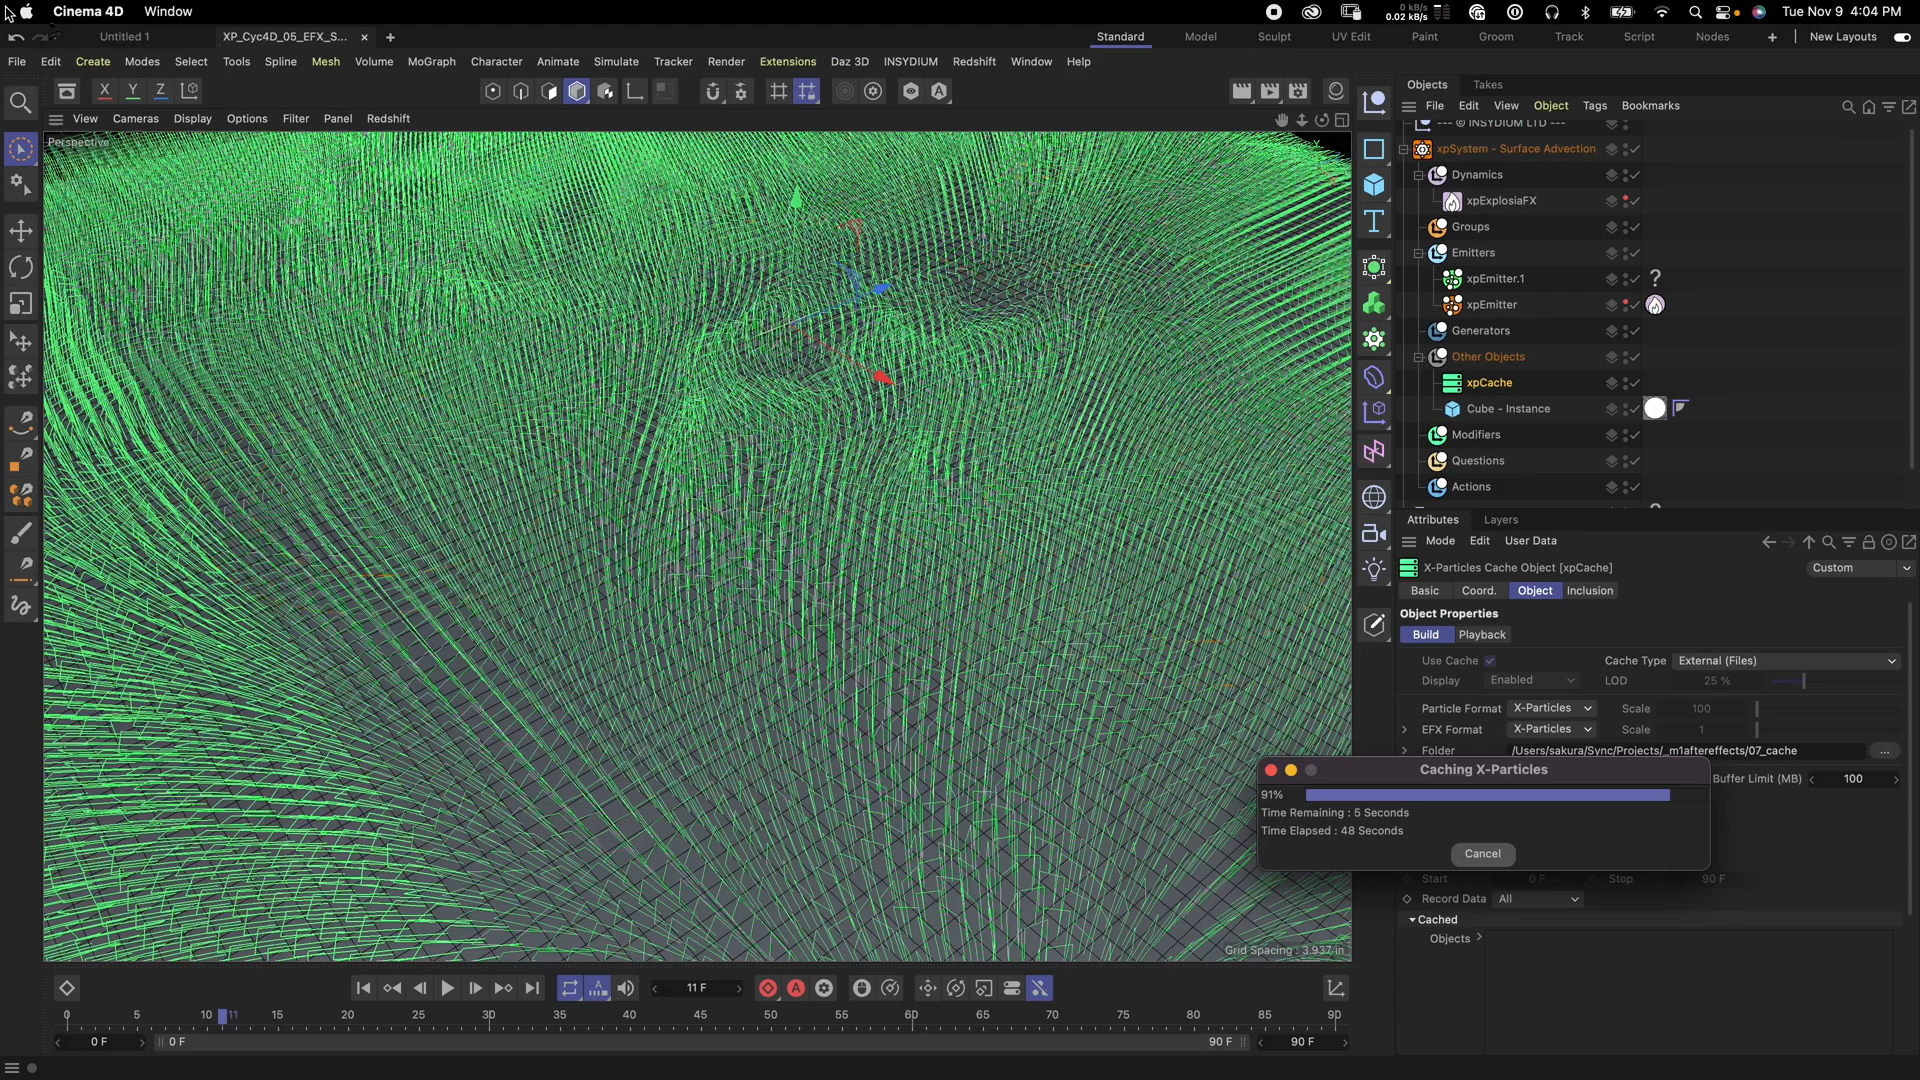 Cinema 4D Window
0 kB/s
0.02 kB/s
Tue Nov 9 4:04 PM
Untitled 1
XP_Cyc4D_05_EFX_S...
Standard Model Sculpt UV Edit Paint Groom Track Script Nodes + New Layouts
File Edit Create Modes Select Tools Spline Mesh Volume MoGraph Character Animate Simulate Tracker Render Extensions Daz 3D INSYDIUM Redshift Window Help
X Y Z
View Cameras Display Options Filter Panel Redshift
Perspective
Grid Spacing : 3.937 in
Objects Takes
File Edit View Object Tags Bookmarks
--- © INSYDIUM LTD ---
xpSystem - Surface Advection
Dynamics
xpExplosiaFX
Groups
Emitters
xpEmitter.1
xpEmitter
Generators
Other Objects
xpCache
Cube - Instance
Modifiers
Questions
Actions
Attributes Layers
Mode Edit User Data
X-Particles Cache Object [xpCache]
Custom
Basic Coord. Object Inclusion
Object Properties
Build Playback
Use Cache
Cache Type External (Files)
Display Enabled
LOD 25 %
Particle Format X-Particles Scale 100
EFX Format X-Particles Scale 1
Folder /Users/sakura/Sync/Projects/_m1aftereffects/07_cache ...
Buffer Limit (MB) 100
Caching X-Particles
91%
Time Remaining : 5 Seconds
Time Elapsed : 48 Seconds
Cancel
Start 0 F Stop 90 F
Record Data All
Cached
Objects
11 F
0 5 10 11 15 20 25 30 35 40 45 50 55 60 65 70 75 80 85 90
0 F 0 F 90 F 90 F